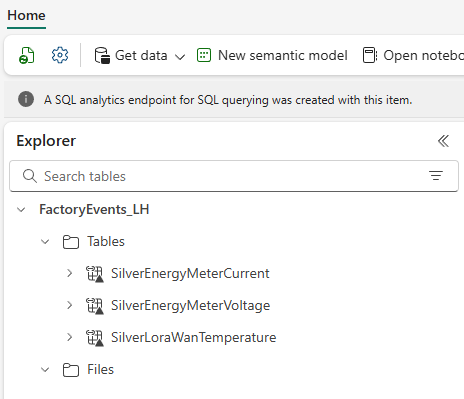 Home
Get data New semantic model Open notebo
A SQL analytics endpoint for SQL querying was created with this item.
Explorer
Search tables
FactoryEvents_LH
Tables
SilverEnergyMeterCurrent
SilverEnergyMeterVoltage
SilverLoraWanTemperature
Files